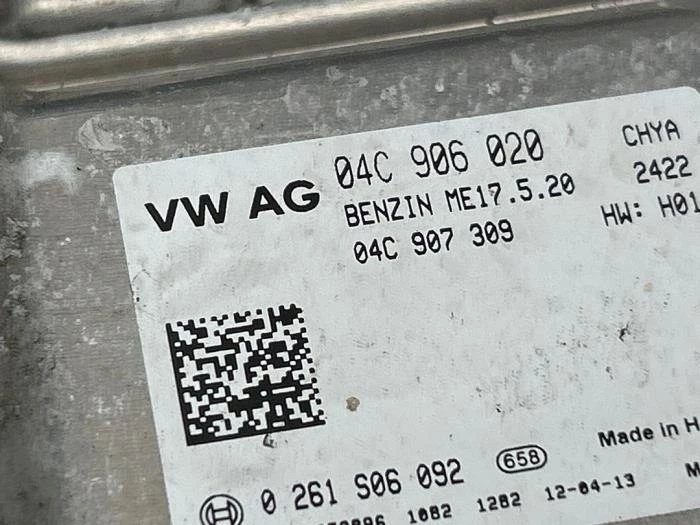 VW AG 04C 906 020 CHYA
BENZIN ME17.5.20 2422
04C 907 309 HW: H01
0 261 S06 092 658 Made in H
1082 1282 12-04-13 M